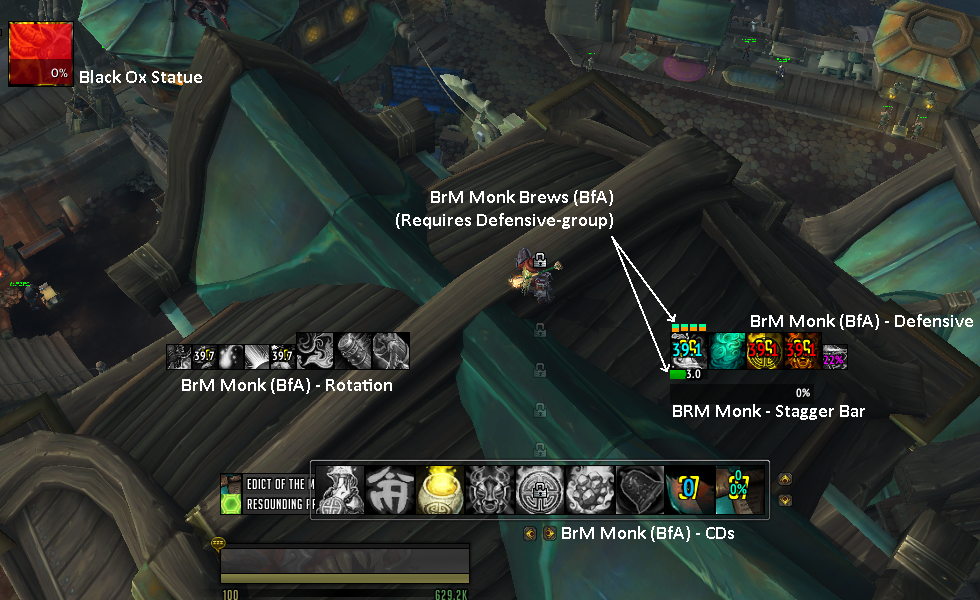 0%
Black Ox Statue
BrM Monk Brews (BfA)
(Requires Defensive-group)
BrM Monk (BfA) - Defensive
39.7
39.7
39.1
39.1
39.1
22%
3.0
0%
BrM Monk (BfA) - Rotation
BRM Monk - Stagger Bar
EDICT OF THE M
RESOUNDING PR
0
0
0%
BrM Monk (BfA) - CDs
100
629.2K